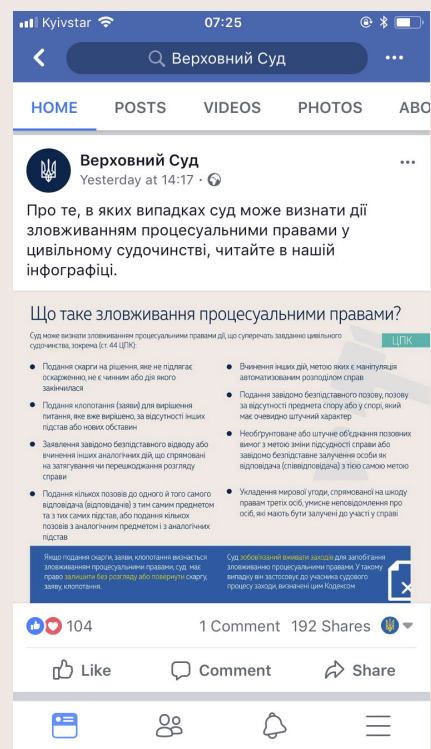 Kyivstar 07:25
Верховний Суд
HOME POSTS VIDEOS PHOTOS ABO
Верховний Суд
Yesterday at 14:17
Про те, в яких випадках суд може визнати дії
зловживанням процесуальними правами у
цивільному судочинстві, читайте в нашій
інфографіці.
Що таке зловживання процесуальними правами?
Суд може визнати зловживанням процесуальними правами дії, що суперечать завданню цивільного
судочинства, зокрема (ст. 44 ЦПК):
ЦПК
Подання скарги на рішення, яке не підлягає
оскарженню, не є чинним або дія якого
закінчилася
Подання клопотання (заяви) для вирішення
питання, яке вже вирішено, за відсутності інших
підстав або нових обставин
Заявлення завідомо безпідставного відводу або
вчинення інших аналогічних дій, що спрямовані
на затягування чи перешкоджання розгляду
справи
Подання кількох позовів до одного й того самого
відповідача (відповідачів) з тим самим предметом
та з тих самих підстав, або подання кількох
позовів з аналогічним предметом і з аналогічних
підстав
Вчинення інших дій, метою яких є маніпуляція
автоматизованим розподілом справ
Подання завідомо безпідставного позову, позову
за відсутності предмета спору або у спорі, який
має очевидно штучний характер
Необґрунтоване або штучне об'єднання позовних
вимог з метою зміни підсудності справи або
завідомо безпідставне залучення особи як
відповідача (співвідповідача) з тією самою метою
Укладення мирової угоди, спрямованої на шкоду
правам третіх осіб, умисне неповідомлення про
осіб, які мають бути залучені до участі у справі
Якщо подання скарги, заяви, клопотання визнається
зловживанням процесуальними правами, суд має
право залишити без розгляду або повернути скаргу,
заяву, клопотання.
Суд зобов'язаний вживати заходів для запобігання
зловживанню процесуальними правами. У такому
випадку він застосовує до учасника судового
процесу заходи, визначені цим Кодексом
104 1 Comment 192 Shares
Like Comment Share